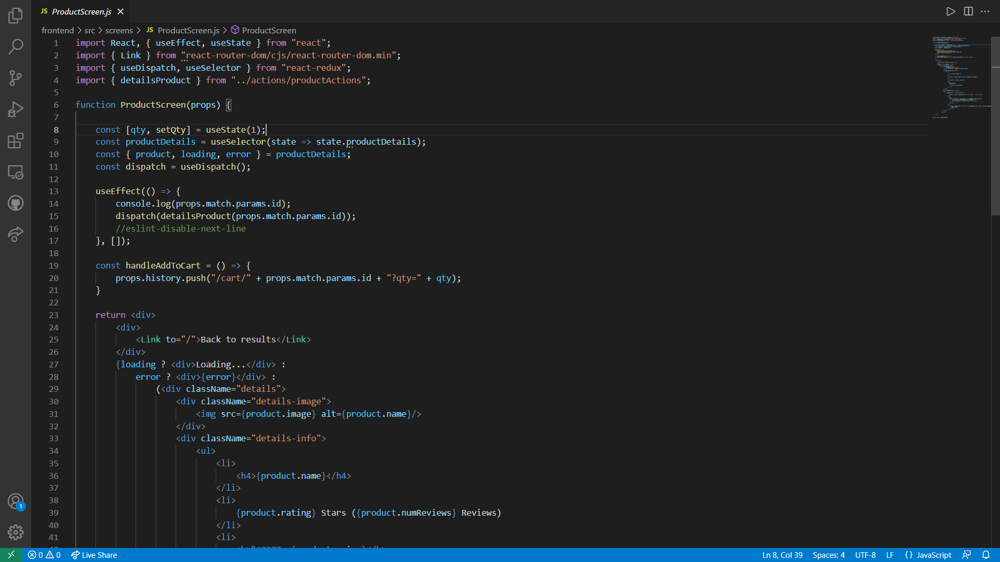 JS ProductScreen.js
frontend > src > screens > JS ProductScreen.js > ProductScreen
1 import React, { useEffect, useState } from "react";
2 import { Link } from "react-router-dom/cjs/react-router-dom.min";
3 import { useDispatch, useSelector } from "react-redux";
4 import { detailsProduct } from "../actions/productActions";
5
6 function ProductScreen(props) {
7
8 const [qty, setQty] = useState(1);
9 const productDetails = useSelector(state => state.productDetails);
10 const { product, loading, error } = productDetails;
11 const dispatch = useDispatch();
12
13 useEffect(() => {
14 console.log(props.match.params.id);
15 dispatch(detailsProduct(props.match.params.id));
16 //eslint-disable-next-line
17 }, []);
18
19 const handleAddToCart = () => {
20 props.history.push("/cart/" + props.match.params.id + "?qty=" + qty);
21 }
22
23 return <div>
24 <div>
25 <Link to="/">Back to results</Link>
26 </div>
27 {loading ? <div>Loading...</div> :
28 error ? <div>{error}</div> :
29 (<div className="details">
30 <div className="details-image">
31 <img src={product.image} alt={product.name}/>
32 </div>
33 <div className="details-info">
34 <ul>
35 <li>
36 <h4>{product.name}</h4>
37 </li>
38 <li>
39 {product.rating} Stars ({product.numReviews} Reviews)
40 </li>
41 <li>
1
0 0 Live Share Ln 8, Col 39 Spaces: 4 UTF-8 LF {} JavaScript